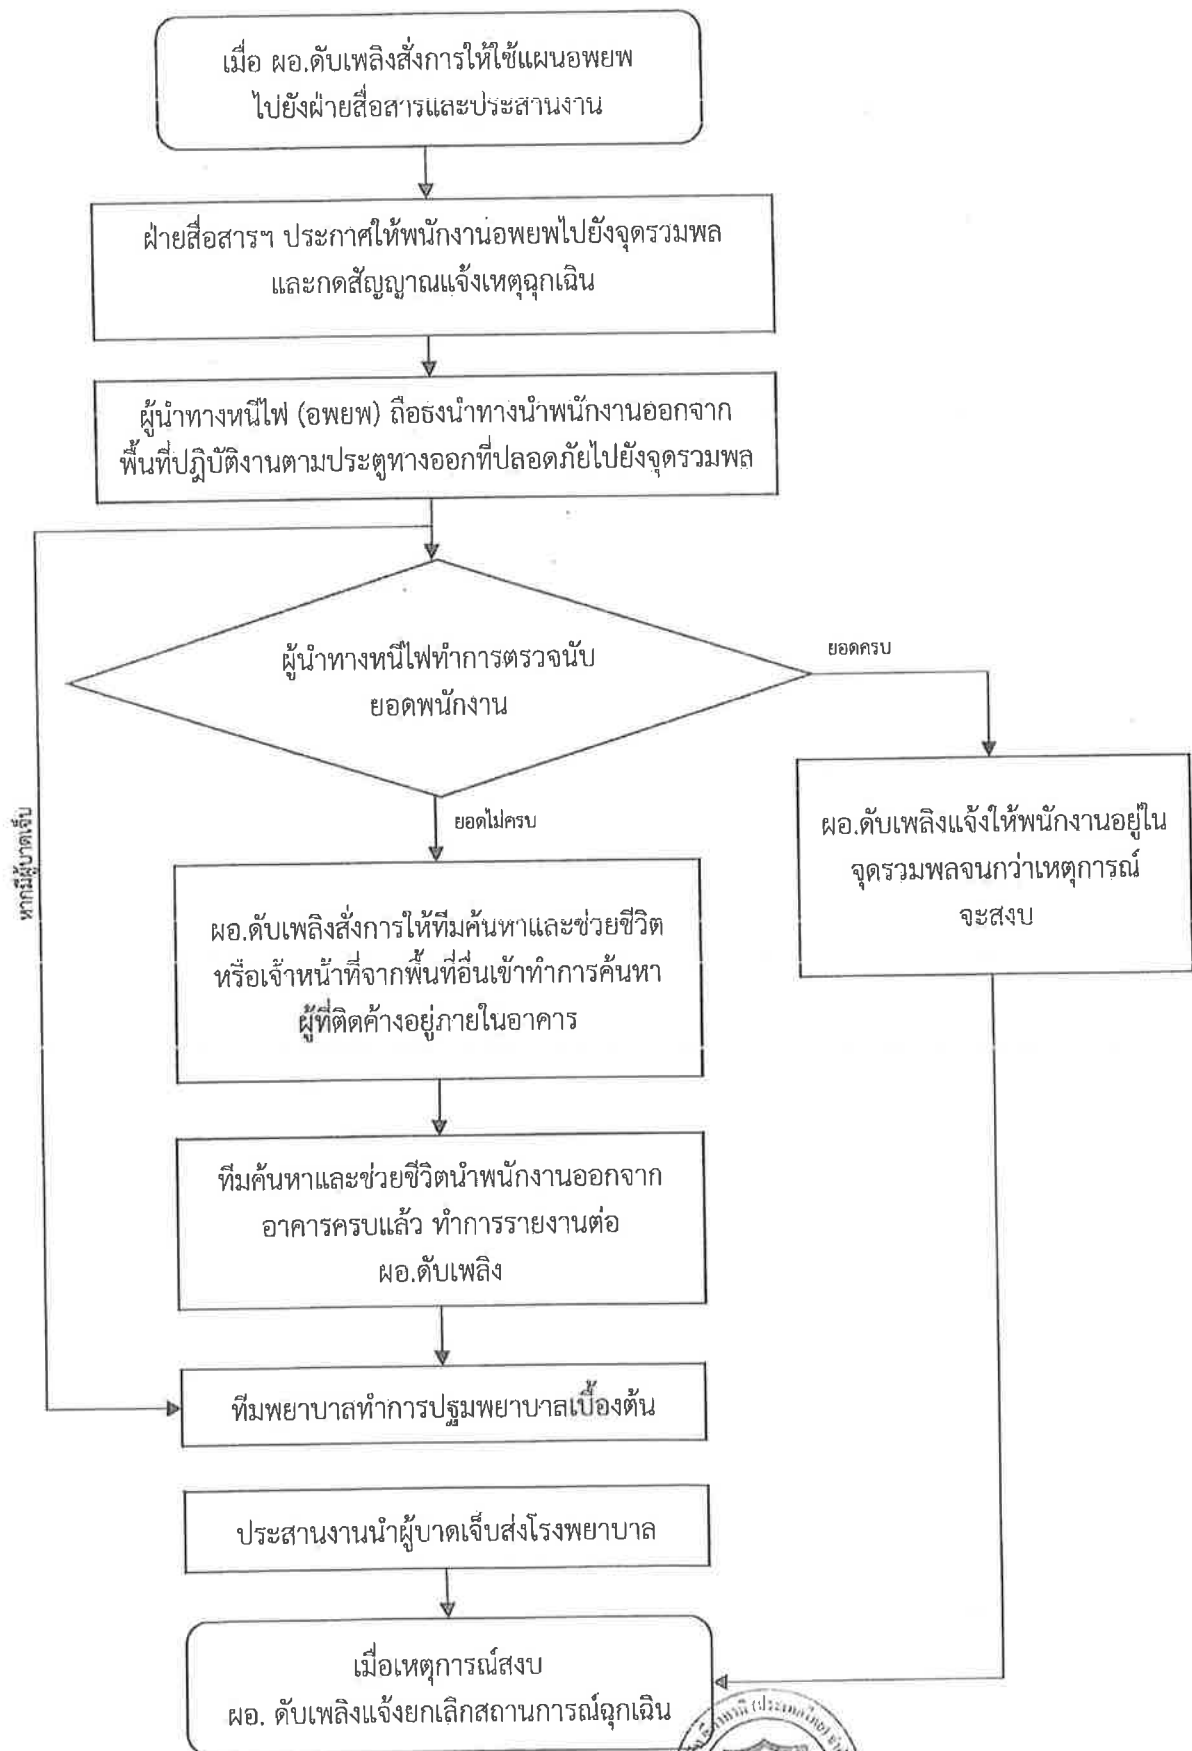 เมื่อ ผอ.ดับเพลิงสั่งการให้ใช้แผนอพยพ
ไปยังฝ่ายสื่อสารและประสานงาน
ฝ่ายสื่อสารฯ ประกาศให้พนักงานอพยพไปยังจุดรวมพล
และกดสัญญาณแจ้งเหตุฉุกเฉิน
ผู้นำทางหนีไฟ (อพยพ) ถือธงนำทางนำพนักงานออกจาก
พื้นที่ปฏิบัติงานตามประตูทางออกที่ปลอดภัยไปยังจุดรวมพล
ผู้นำทางหนีไฟทำการตรวจนับ
ยอดพนักงาน
ยอดครบ
ยอดไม่ครบ
หากมีผู้บาดเจ็บ
ผอ.ดับเพลิงแจ้งให้พนักงานอยู่ใน
จุดรวมพลจนกว่าเหตุการณ์
จะสงบ
ผอ.ดับเพลิงสั่งการให้ทีมค้นหาและช่วยชีวิต
หรือเจ้าหน้าที่จากพื้นที่อื่นเข้าทำการค้นหา
ผู้ที่ติดค้างอยู่ภายในอาคาร
ทีมค้นหาและช่วยชีวิตนำพนักงานออกจาก
อาคารครบแล้ว ทำการรายงานต่อ
ผอ.ดับเพลิง
ทีมพยาบาลทำการปฐมพยาบาลเบื้องต้น
ประสานงานนำผู้บาดเจ็บส่งโรงพยาบาล
เมื่อเหตุการณ์สงบ
ผอ. ดับเพลิงแจ้งยกเลิกสถานการณ์ฉุกเฉิน
(ประเทศไทย)